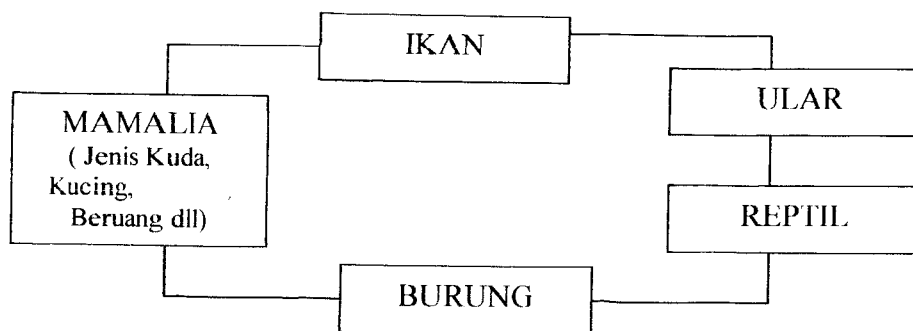 IKAN
ULAR
MAMALIA
( Jenis Kuda,
Kucing,
Beruang dll)
REPTIL
BURUNG